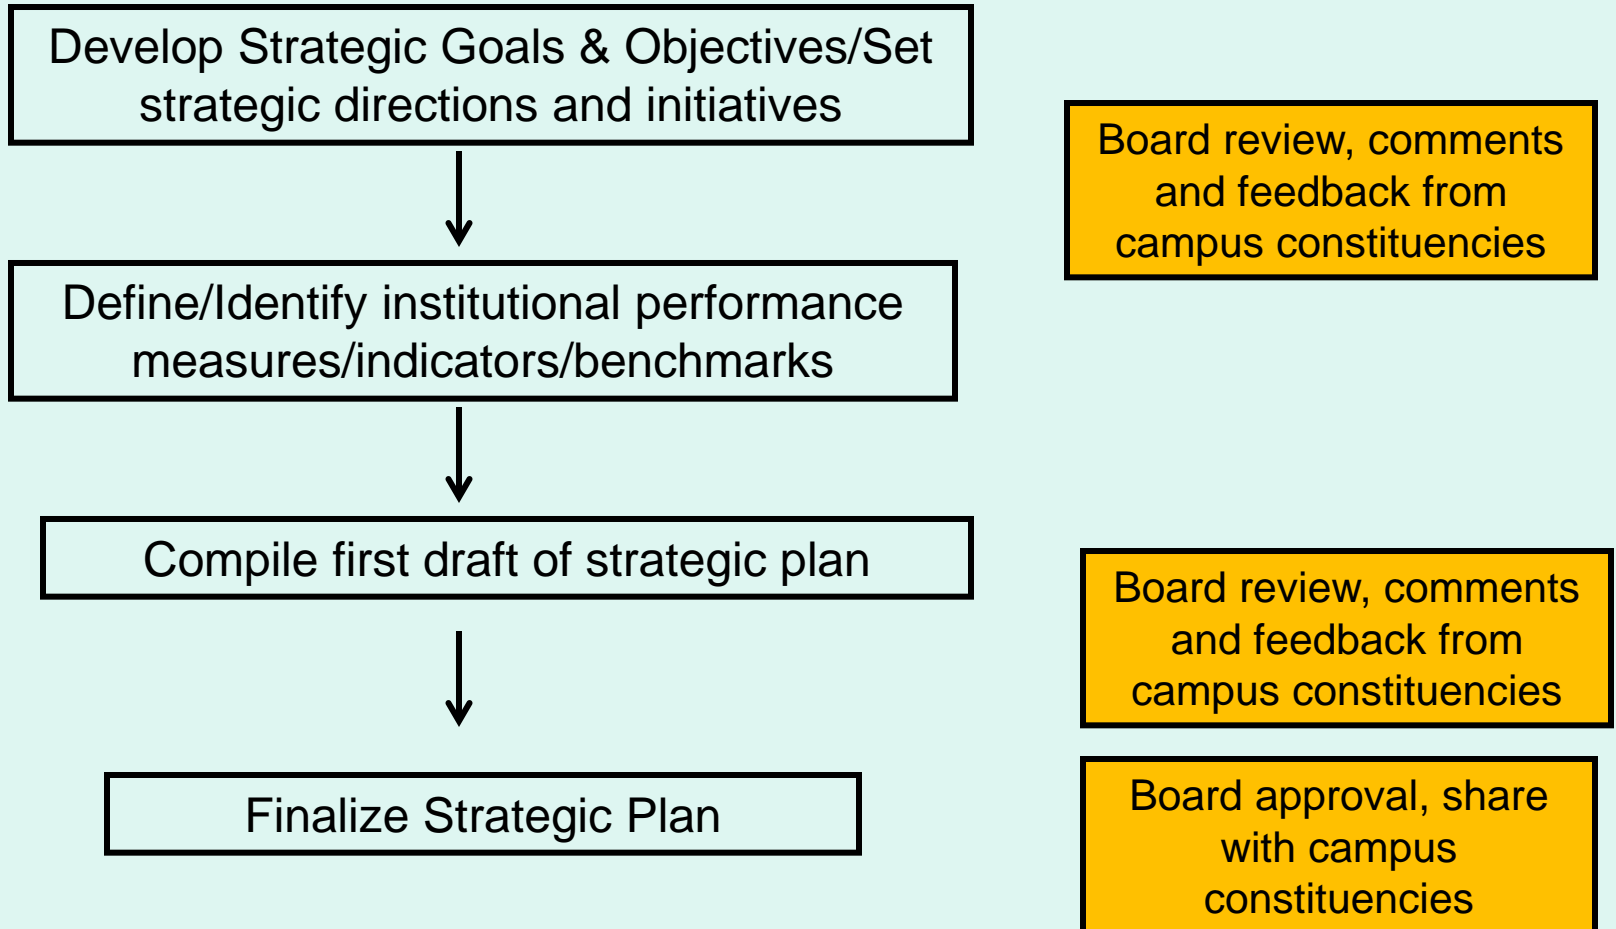 Develop Strategic Goals & Objectives/Set
strategic directions and initiatives
Board review, comments
and feedback from
campus constituencies
Define/Identify institutional performance
measures/indicators/benchmarks
Compile first draft of strategic plan
Board review, comments
and feedback from
campus constituencies
Finalize Strategic Plan
Board approval, share
with campus
constituencies